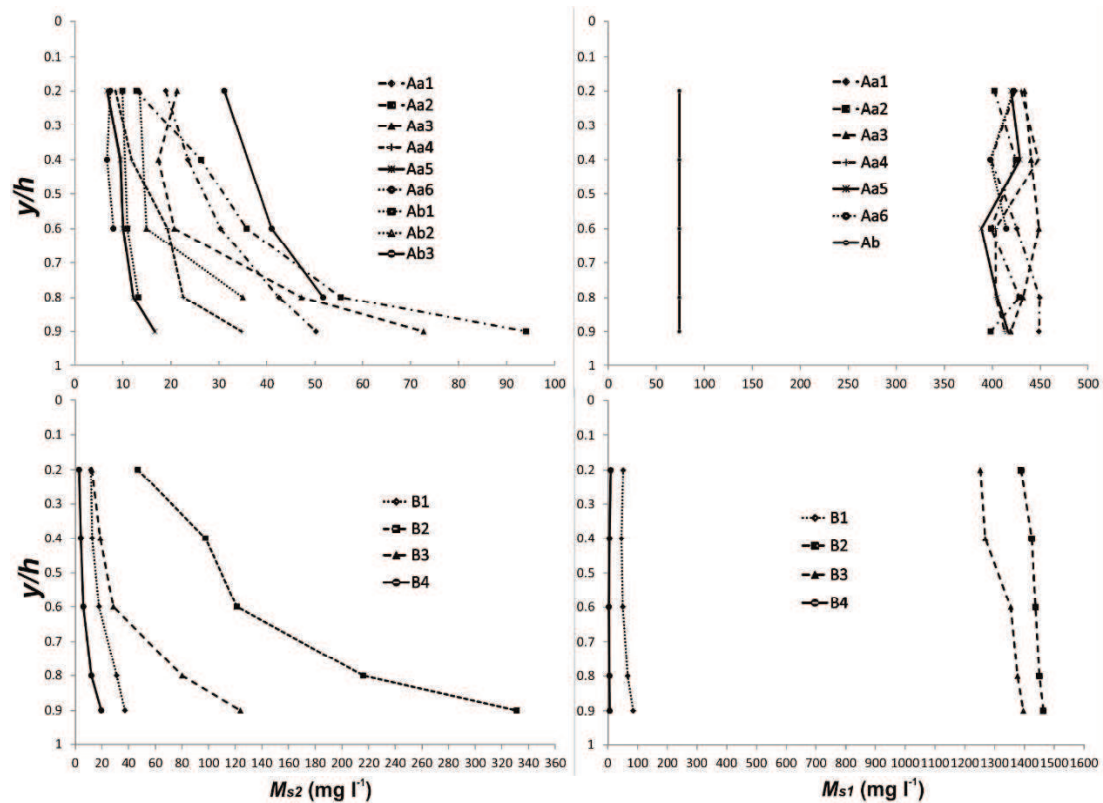 0
0.1
0.2
0.3
0.4
0.5
0.6
0.7
0.8
0.9
1
y/h
0 10 20 30 40 50 60 70 80 90 100
Aa1
Aa2
Aa3
Aa4
Aa5
Aa6
Ab1
Ab2
Ab3
0
0.1
0.2
0.3
0.4
0.5
0.6
0.7
0.8
0.9
1
0 50 100 150 200 250 300 350 400 450 500
Aa1
Aa2
Aa3
Aa4
Aa5
Aa6
Ab
0
0.1
0.2
0.3
0.4
0.5
0.6
0.7
0.8
0.9
1
y/h
0 20 40 60 80 100 120 140 160 180 200 220 240 260 280 300 320 340 360
B1
B2
B3
B4
Ms2 (mg l⁻¹)
0
0.1
0.2
0.3
0.4
0.5
0.6
0.7
0.8
0.9
1
0 100 200 300 400 500 600 700 800 900 1000 1100 1200 1300 1400 1500 1600
B1
B2
B3
B4
Ms1 (mg l⁻¹)